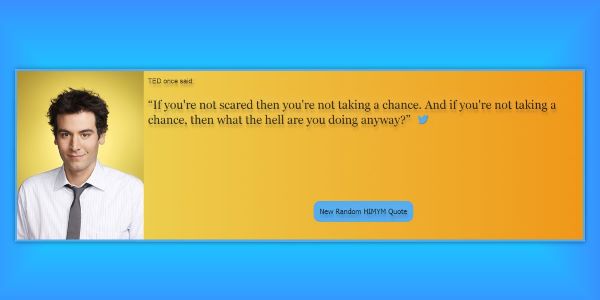 TED once said:
“If you're not scared then you're not taking a chance. And if you're not taking a
chance, then what the hell are you doing anyway?”
New Random HIMYM Quote